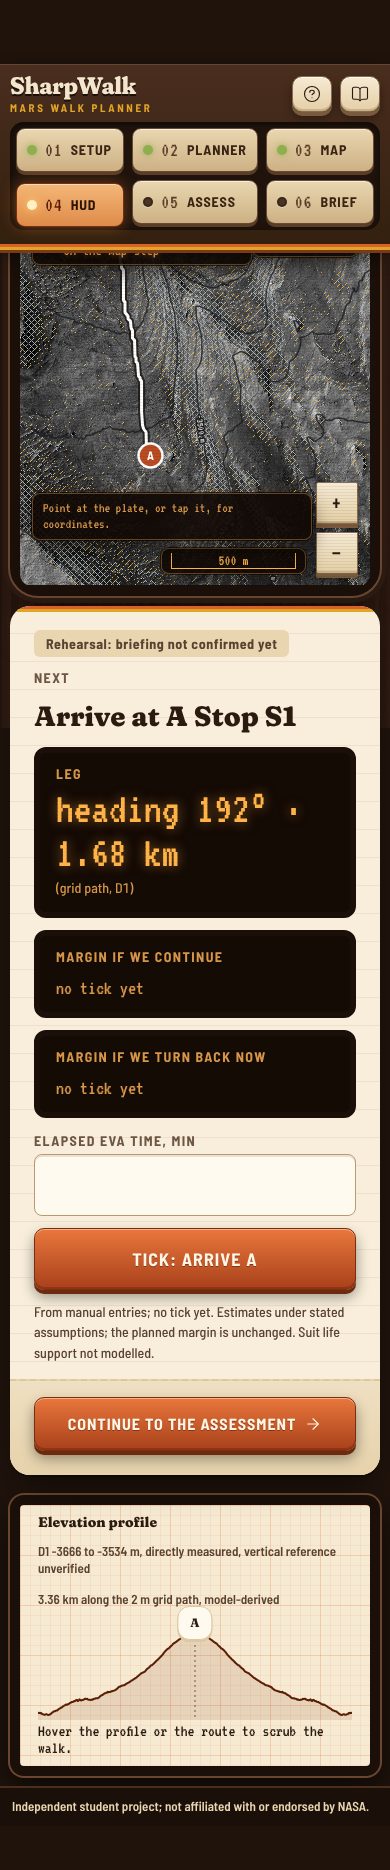 SharpWalk
MARS WALK PLANNER
01 SETUP
02 PLANNER
03 MAP
04 HUD
05 ASSESS
06 BRIEF
on the Map step
A
Point at the plate, or tap it, for
coordinates.
+
500 m
−
Rehearsal: briefing not confirmed yet
NEXT
Arrive at A Stop S1
LEG
heading 192° ·
1.68 km
(grid path, D1)
MARGIN IF WE CONTINUE
no tick yet
MARGIN IF WE TURN BACK NOW
no tick yet
ELAPSED EVA TIME, MIN
TICK: ARRIVE A
From manual entries; no tick yet. Estimates under stated
assumptions; the planned margin is unchanged. Suit life
support not modelled.
CONTINUE TO THE ASSESSMENT →
Elevation profile
D1 -3666 to -3534 m, directly measured, vertical reference
unverified
3.36 km along the 2 m grid path, model-derived
A
Hover the profile or the route to scrub the
walk.
Independent student project; not affiliated with or endorsed by NASA.